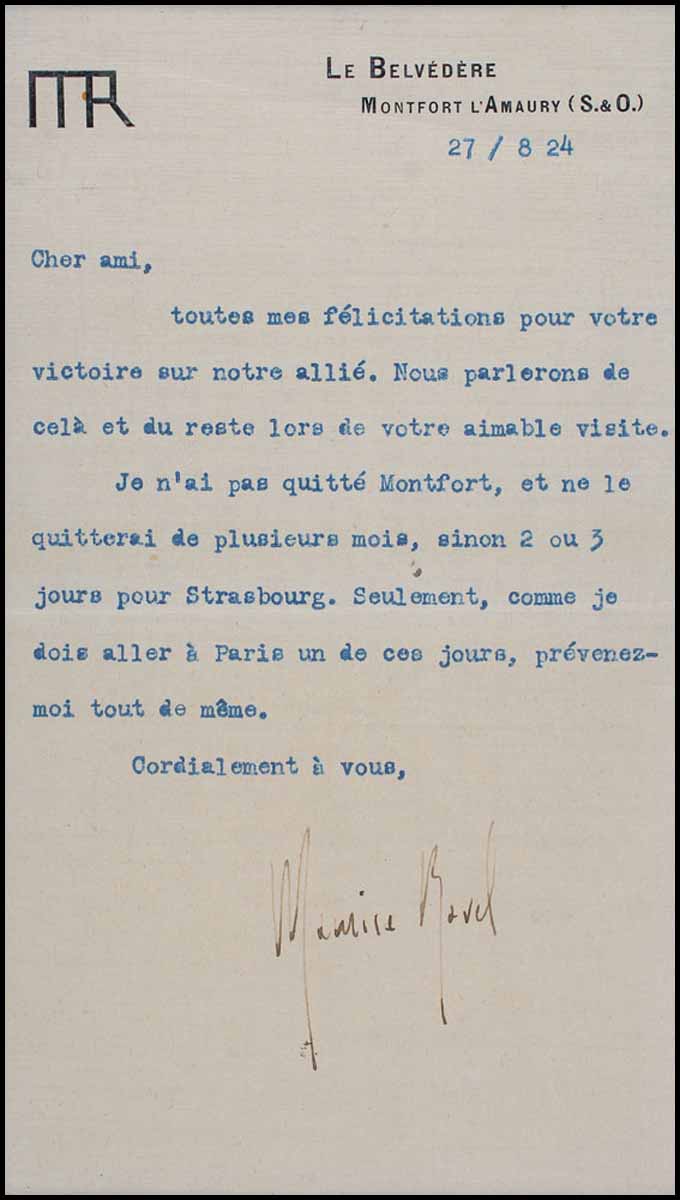 MR
LE BELVÉDÈRE
MONTFORT L'AMAURY (S.&O.)
27 / 8 24
Cher ami,
toutes mes félicitations pour votre
victoire sur notre allié. Nous parlerons de
celà et du reste lors de votre aimable visite.
Je n'ai pas quitté Montfort, et ne le
quitterai de plusieurs mois, sinon 2 ou 3
jours pour Strasbourg. Seulement, comme je
dois aller à Paris un de ces jours, prévenez-
moi tout de même.
Cordialement à vous,
Maurice Ravel